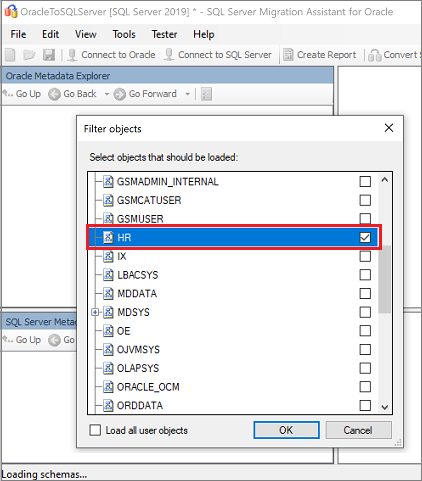 OracleToSQLServer [SQL Server 2019] * - SQL Server Migration Assistant for Oracle
File Edit View Tools Tester Help
Connect to Oracle Connect to SQL Server Create Report Convert S
Oracle Metadata Explorer
Go Up Go Back Go Forward
Filter objects
Select objects that should be loaded:
GSMADMIN_INTERNAL
GSMCATUSER
GSMUSER
HR
IX
LBACSYS
MDDATA
MDSYS
OE
OJVMSYS
OLAPSYS
ORACLE_OCM
ORDDATA
SQL Server Meta
Go Up Go
Load all user objects OK Cancel
Loading schemas...